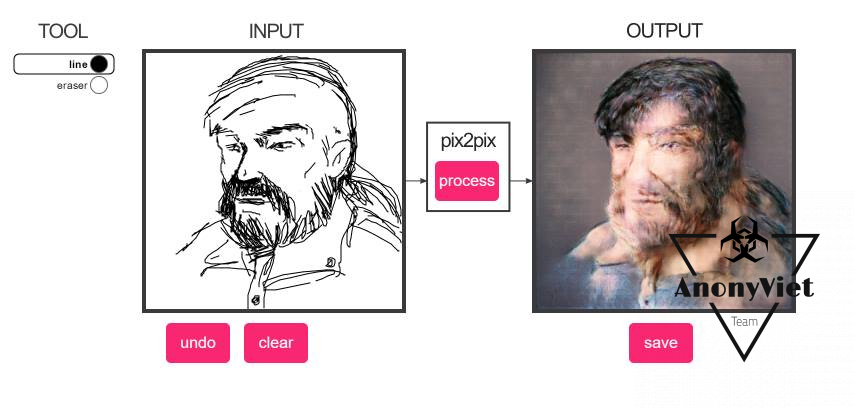 TOOL
line
eraser
INPUT
undo
clear
pix2pix
process
OUTPUT
save
AnonyViet
Team